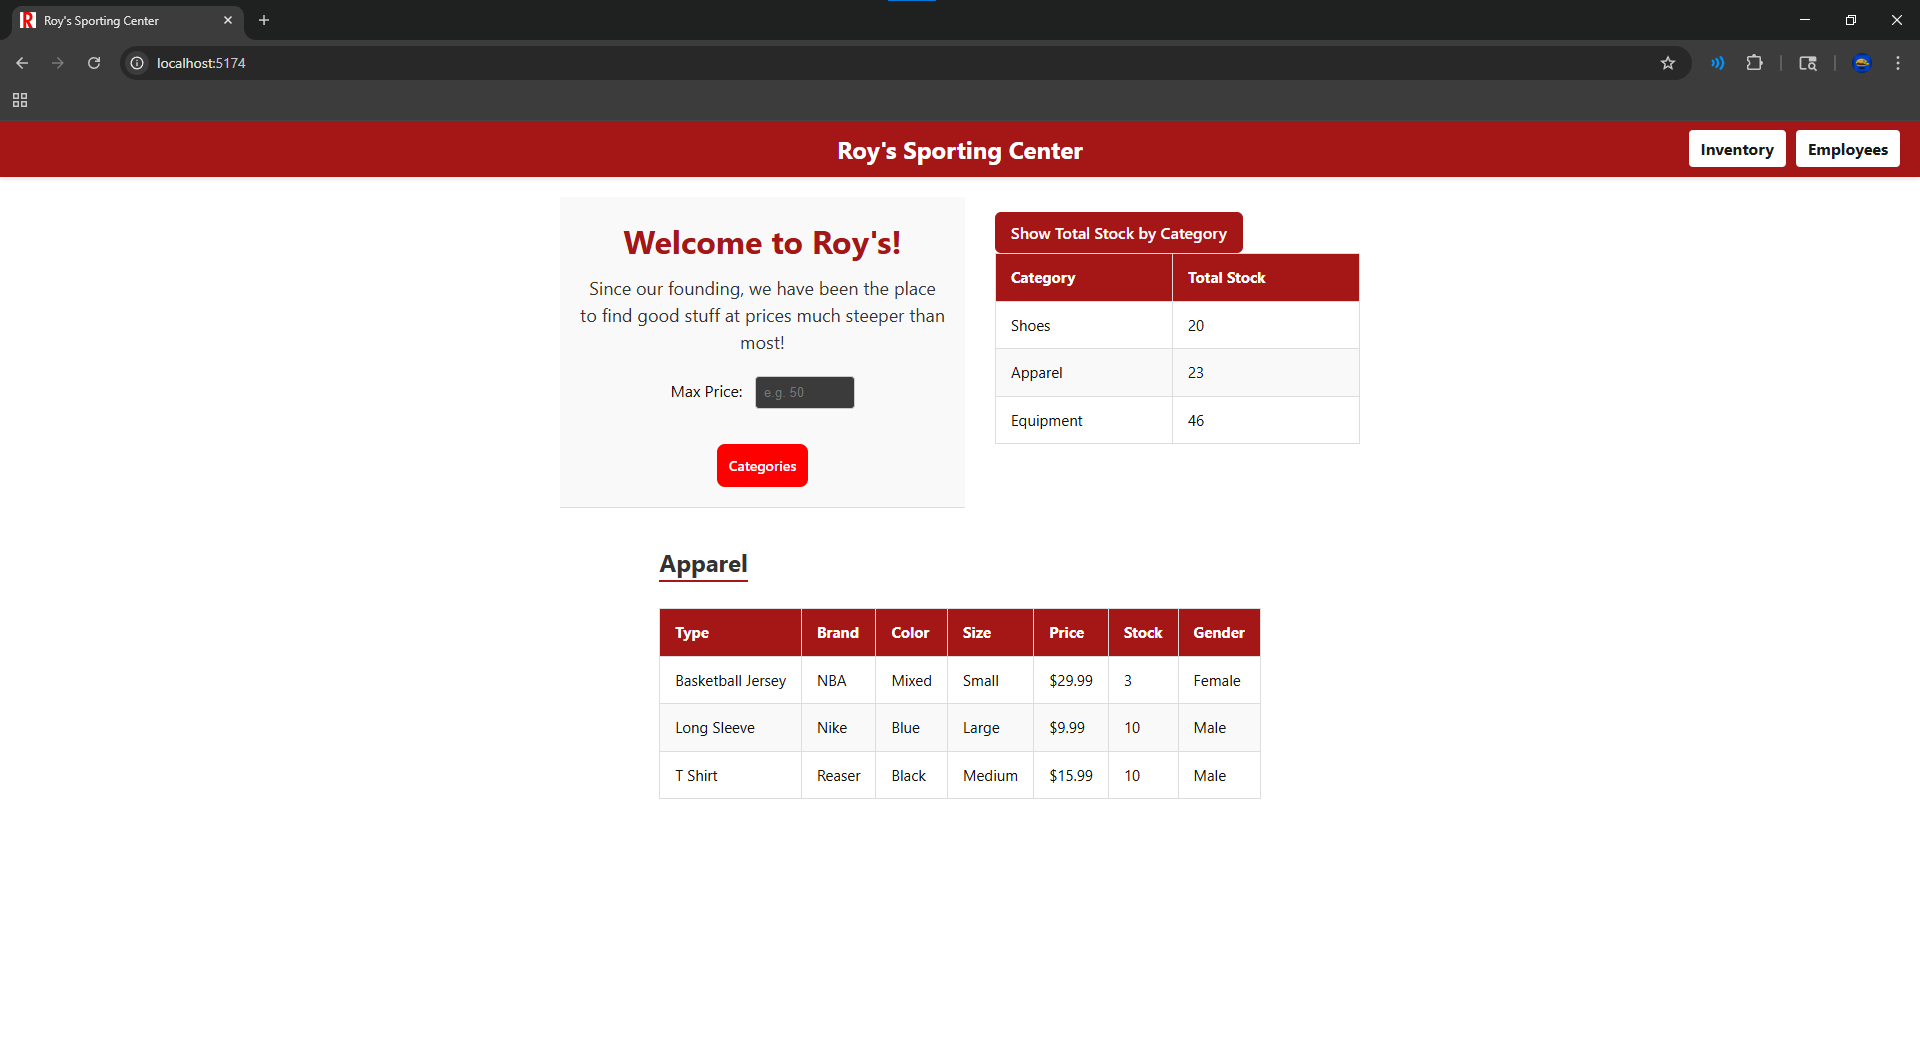 Roy's Sporting Center
localhost:5174
Roy's Sporting Center
Inventory
Employees
Welcome to Roy's!
Since our founding, we have been the place
to find good stuff at prices much steeper than
most!
Max Price:
e.g. 50
Categories
Show Total Stock by Category
Category Total Stock
Shoes 20
Apparel 23
Equipment 46
Apparel
Type Brand Color Size Price Stock Gender
Basketball Jersey NBA Mixed Small $29.99 3 Female
Long Sleeve Nike Blue Large $9.99 10 Male
T Shirt Reaser Black Medium $15.99 10 Male